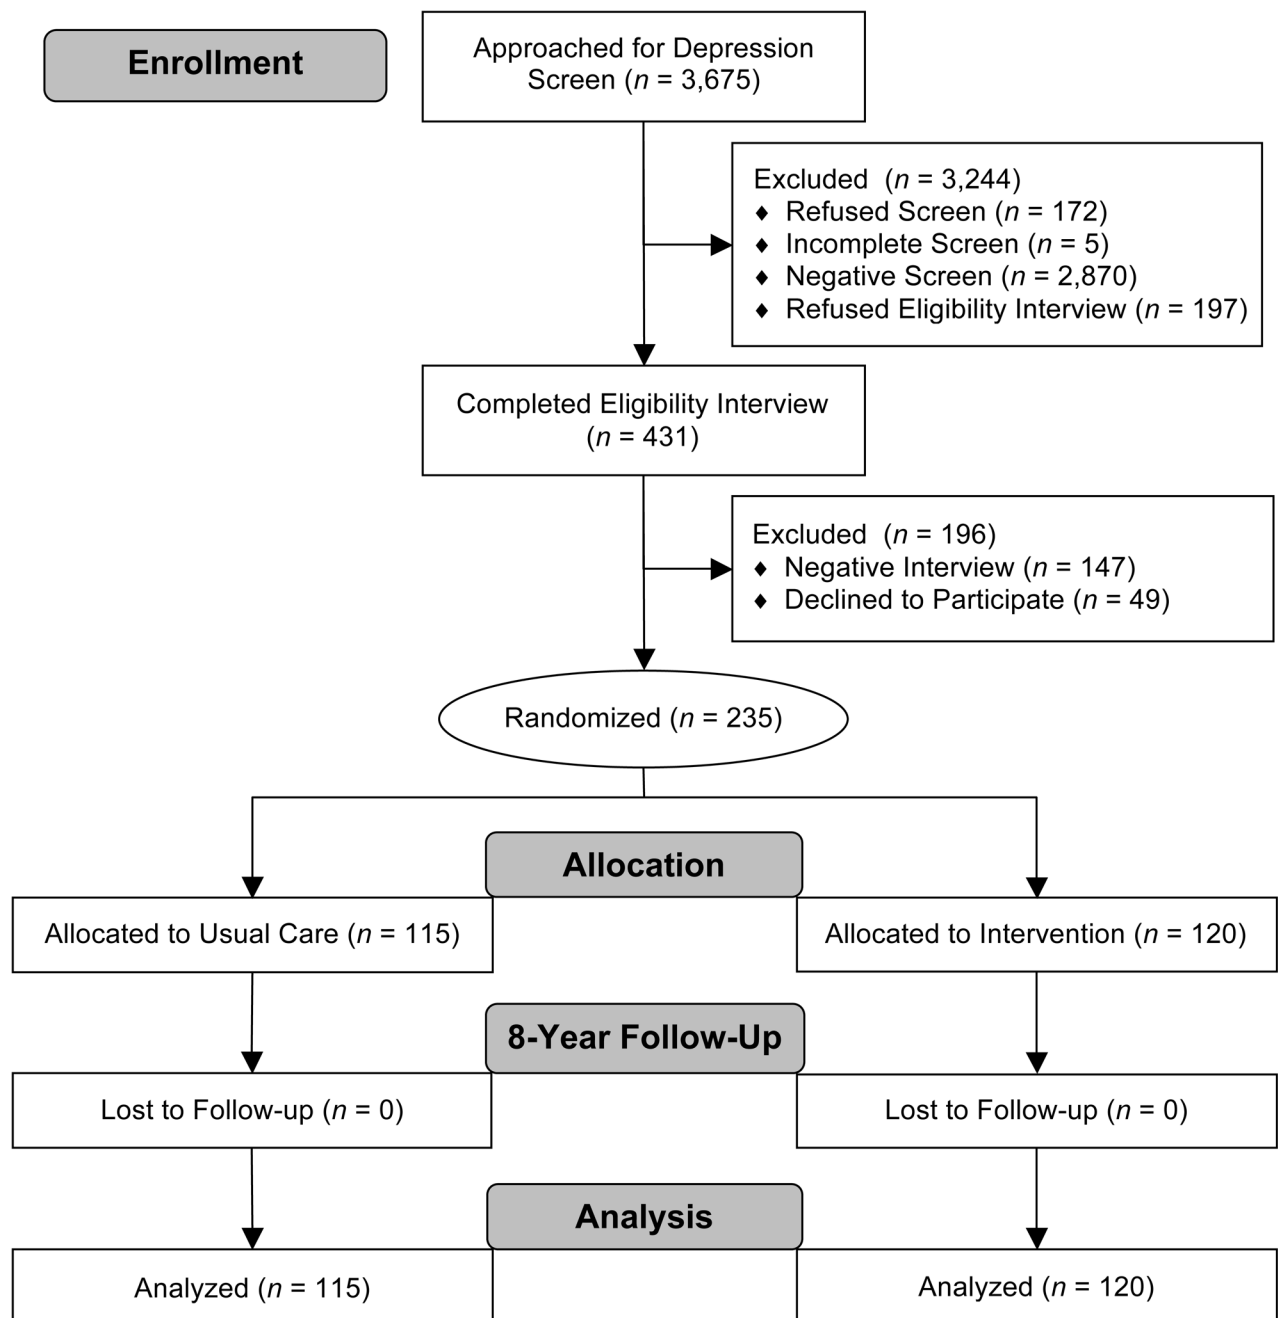 Enrollment
Approached for Depression
Screen (n = 3,675)
Excluded (n = 3,244)
♦ Refused Screen (n = 172)
♦ Incomplete Screen (n = 5)
♦ Negative Screen (n = 2,870)
♦ Refused Eligibility Interview (n = 197)
Completed Eligibility Interview
(n = 431)
Excluded (n = 196)
♦ Negative Interview (n = 147)
♦ Declined to Participate (n = 49)
Randomized (n = 235)
Allocation
Allocated to Usual Care (n = 115)
Allocated to Intervention (n = 120)
8-Year Follow-Up
Lost to Follow-up (n = 0)
Lost to Follow-up (n = 0)
Analysis
Analyzed (n = 115)
Analyzed (n = 120)